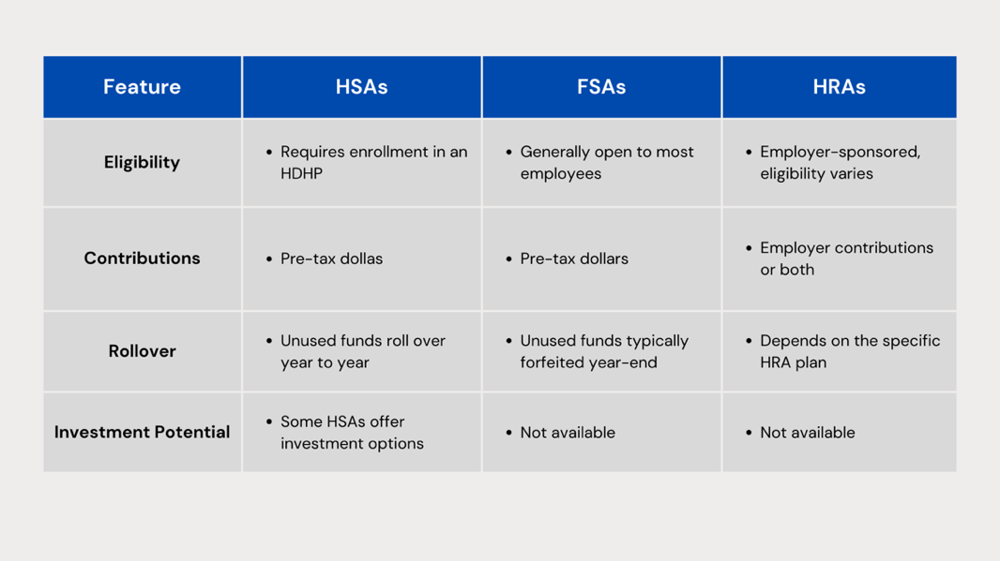 Feature HSAs FSAs HRAs
Eligibility
• Requires enrollment in an
HDHP
• Generally open to most
employees
• Employer-sponsored,
eligibility varies
Contributions
• Pre-tax dollas
• Pre-tax dollars
• Employer contributions
or both
Rollover
• Unused funds roll over
year to year
• Unused funds typically
forfeited year-end
• Depends on the specific
HRA plan
Investment Potential
• Some HSAs offer
investment options
• Not available
• Not available